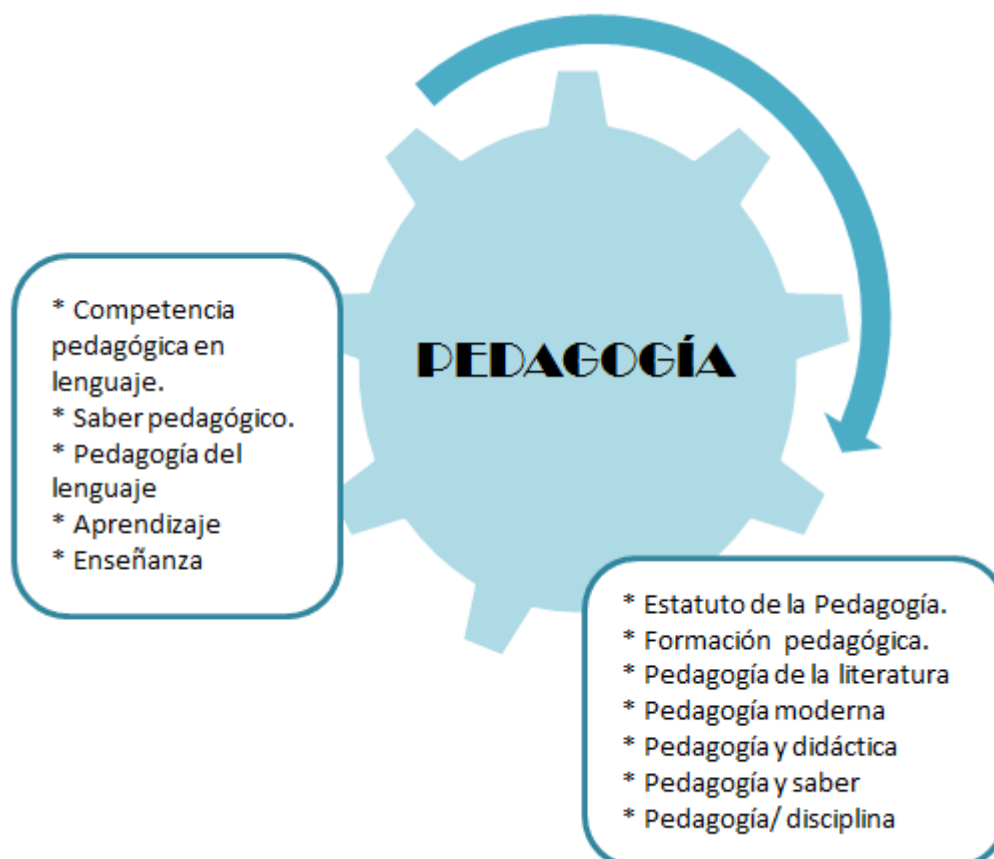 PEDAGOGÍA
* Competencia
pedagógica en
lenguaje.
* Saber pedagógico.
* Pedagogía del
lenguaje
* Aprendizaje
* Enseñanza
* Estatuto de la Pedagogía.
* Formación pedagógica.
* Pedagogía de la literatura
* Pedagogía moderna
* Pedagogía y didáctica
* Pedagogía y saber
* Pedagogía/ disciplina